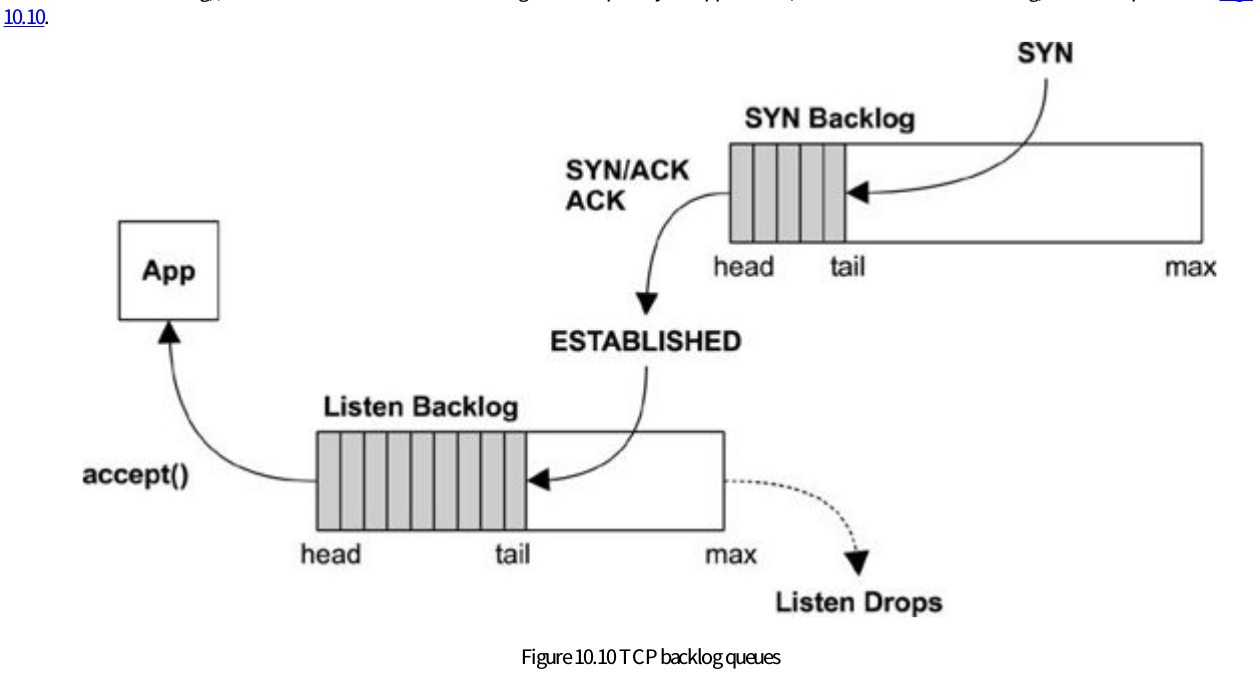 10.10.
SYN
SYN Backlog
SYN/ACK
ACK
head
tail
max
App
ESTABLISHED
Listen Backlog
accept()
head
tail
max
Listen Drops
Figure 10.10 TCP backlog queues